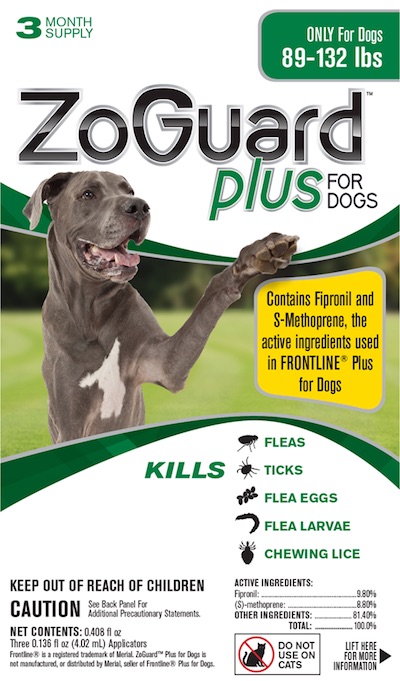 3 MONTH
SUPPLY
ONLY For Dogs
89-132 lbs
ZoGuard™
plus FOR
DOGS
Contains Fipronil and
S-Methoprene, the
active ingredients used
in FRONTLINE® Plus
for Dogs
KILLS
FLEAS
TICKS
FLEA EGGS
FLEA LARVAE
CHEWING LICE
KEEP OUT OF REACH OF CHILDREN
CAUTION See Back Panel For
Additional Precautionary Statements.
NET CONTENTS: 0.408 fl oz
Three 0.136 fl oz (4.02 mL) Applicators
Frontline® is a registered trademark of Merial. ZoGuard™ Plus for Dogs is
not manufactured, or distributed by Merial, seller of Frontline® Plus for Dogs.
ACTIVE INGREDIENTS:
Fipronil: ........................................9.80%
(S)-methoprene: ............................8.80%
OTHER INGREDIENTS: ................81.40%
TOTAL: ................100.0%
DO NOT
USE ON
CATS
LIFT HERE
FOR MORE
INFORMATION